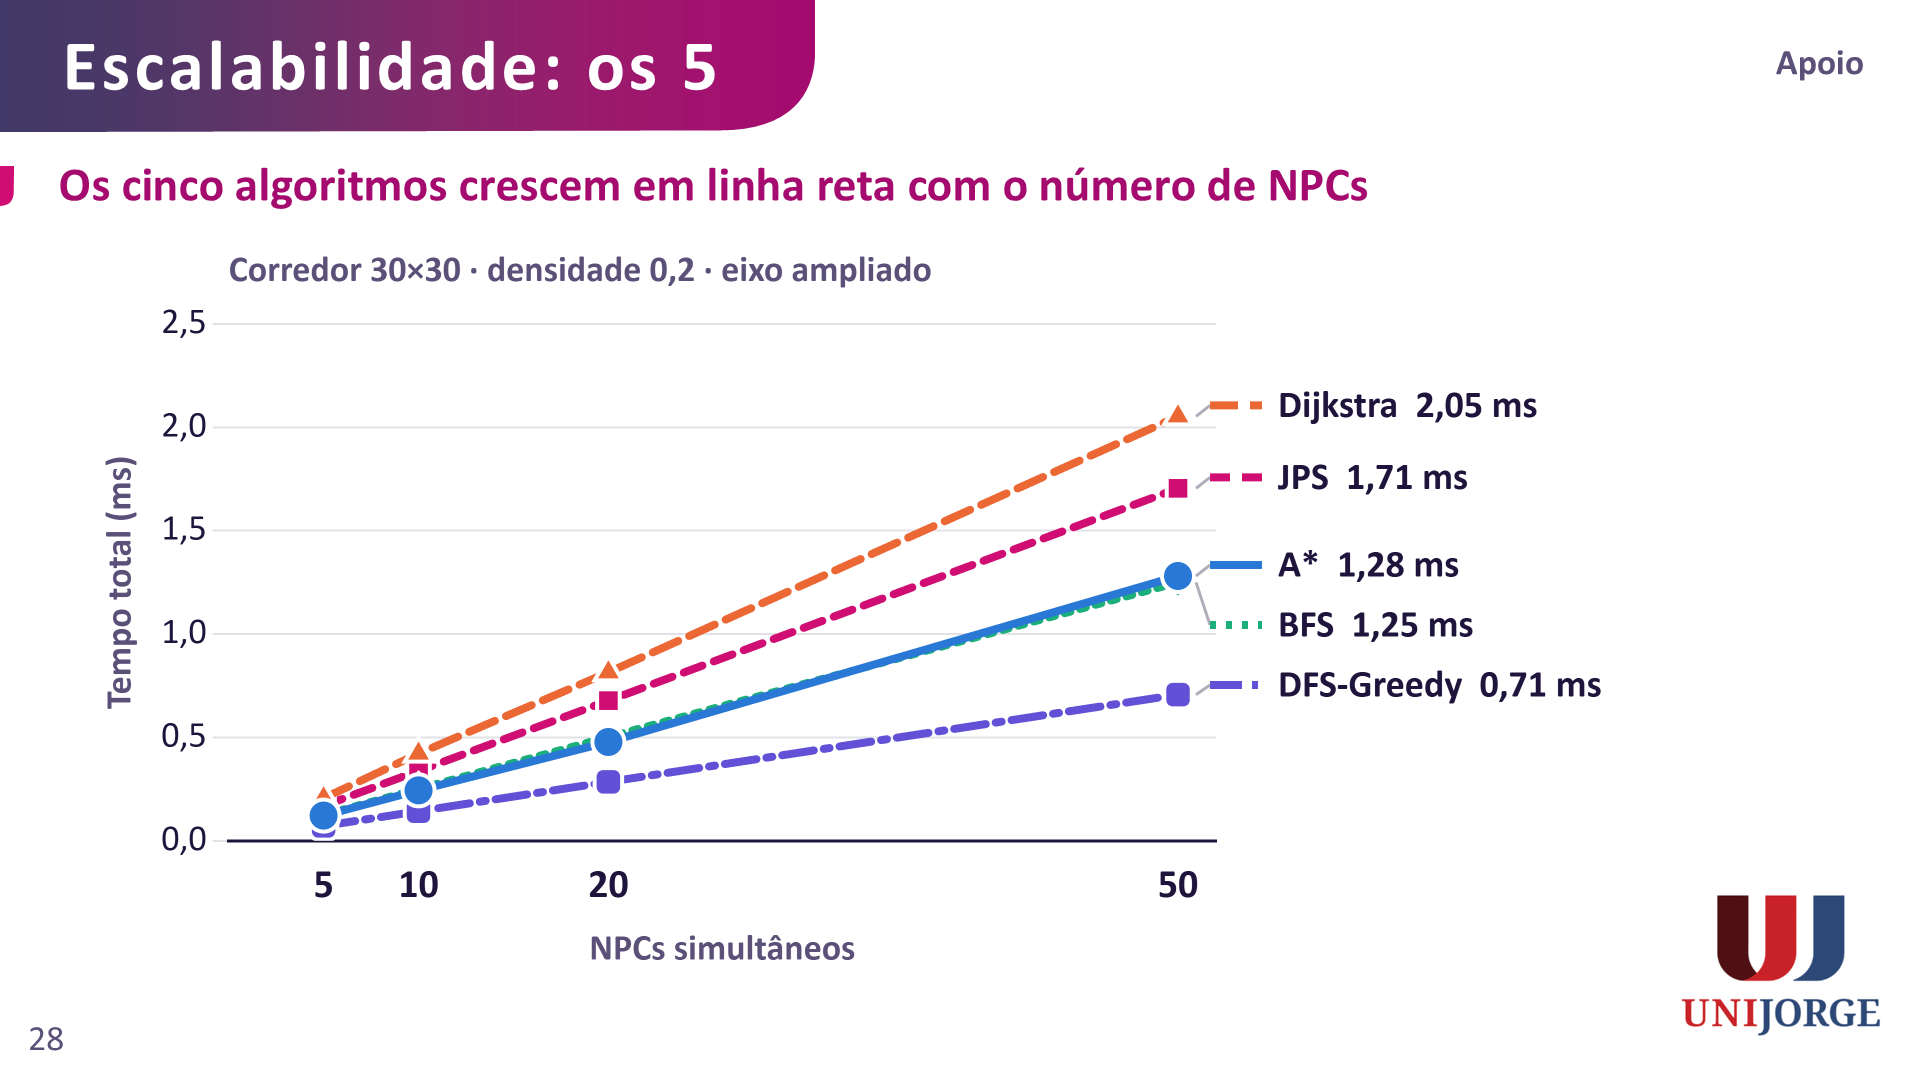 Escalabilidade: os 5
Apoio
Os cinco algoritmos crescem em linha reta com o número de NPCs
Corredor 30×30 · densidade 0,2 · eixo ampliado
2,5
2,0
1,5
1,0
0,5
0,0
Tempo total (ms)
Dijkstra 2,05 ms
JPS 1,71 ms
A* 1,28 ms
BFS 1,25 ms
DFS-Greedy 0,71 ms
5 10 20 50
NPCs simultâneos
UNIJORGE
28